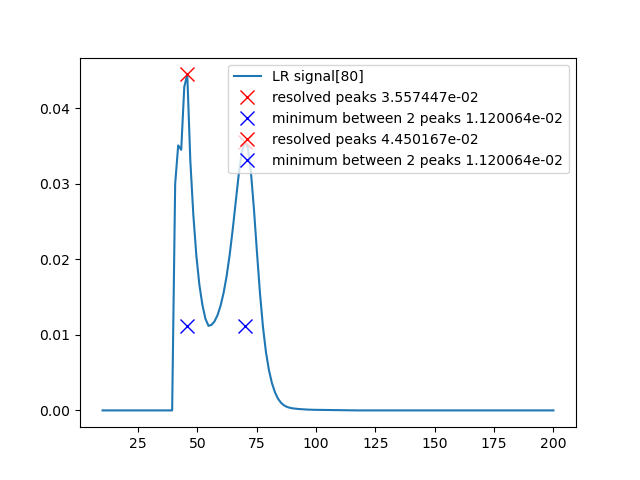 LR signal[80]
resolved peaks 3.557447e-02
minimum between 2 peaks 1.120064e-02
resolved peaks 4.450167e-02
minimum between 2 peaks 1.120064e-02
0.04
0.03
0.02
0.01
0.00
25 50 75 100 125 150 175 200